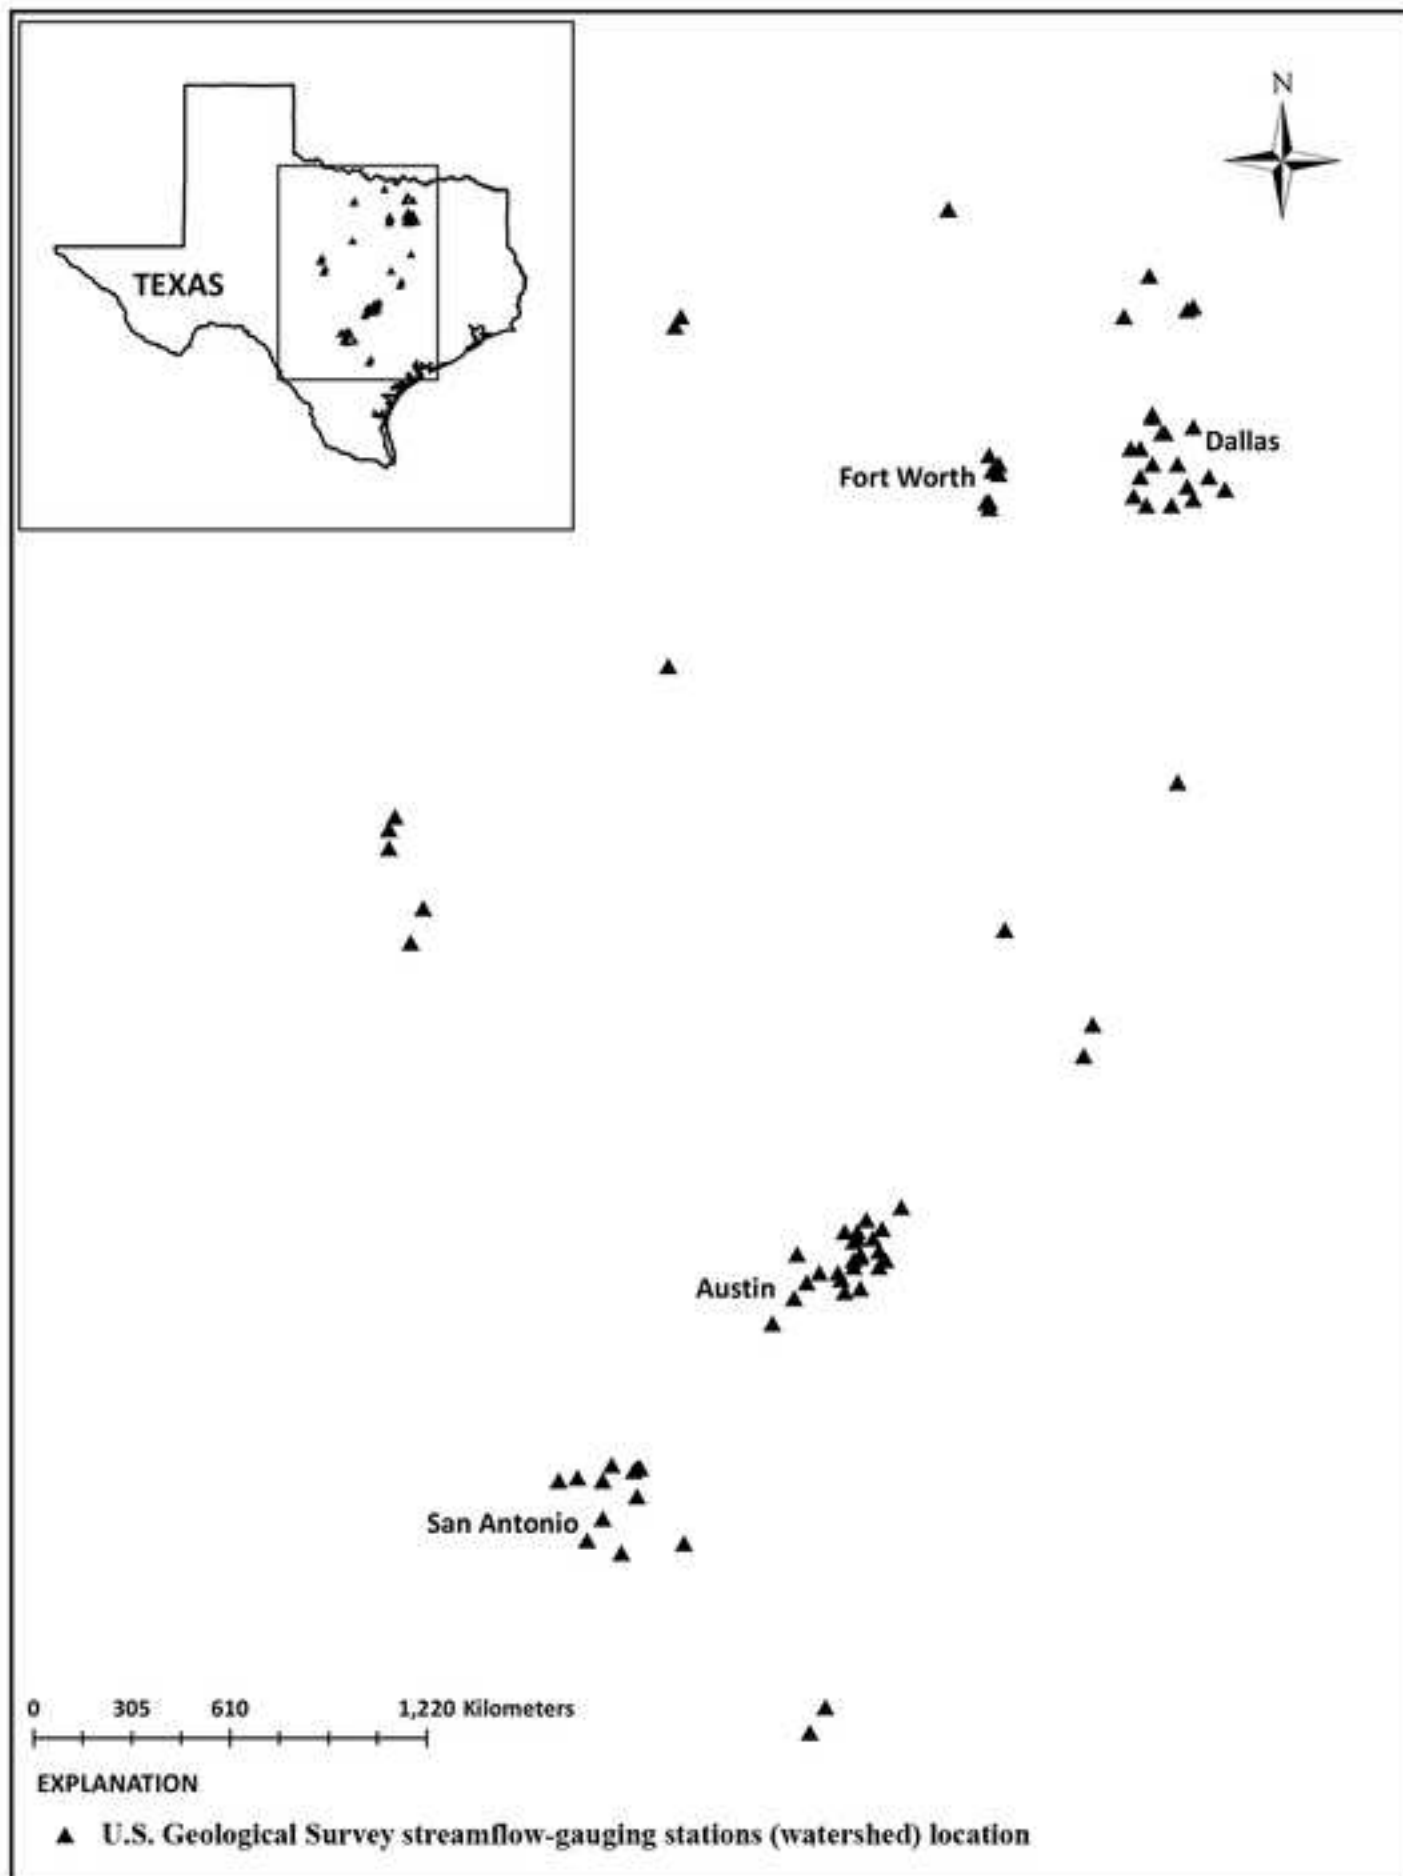 N
TEXAS
Dallas
Fort Worth
Austin
San Antonio
0 305 610 1,220 Kilometers
EXPLANATION
U.S. Geological Survey streamflow-gauging stations (watershed) location